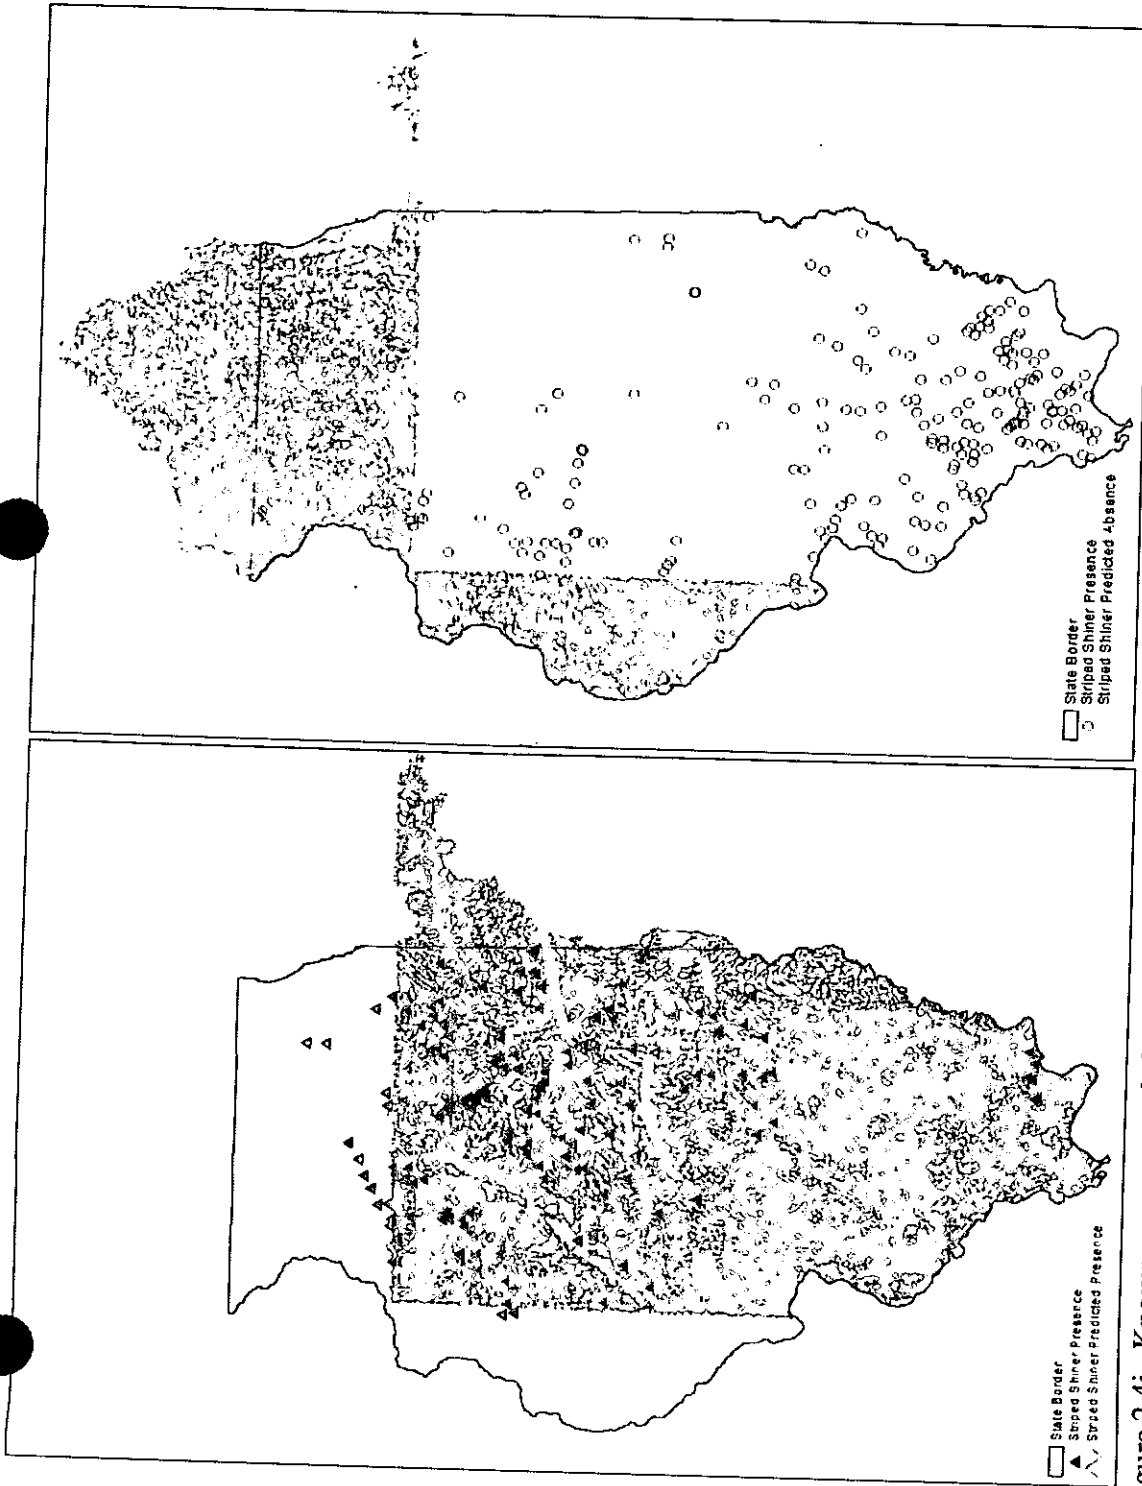 State Border
Striped Shiner Presence
Striped Shiner Predicted Absence
State Border
Striped Shiner Presence
Striped Shiner Predicted Presence